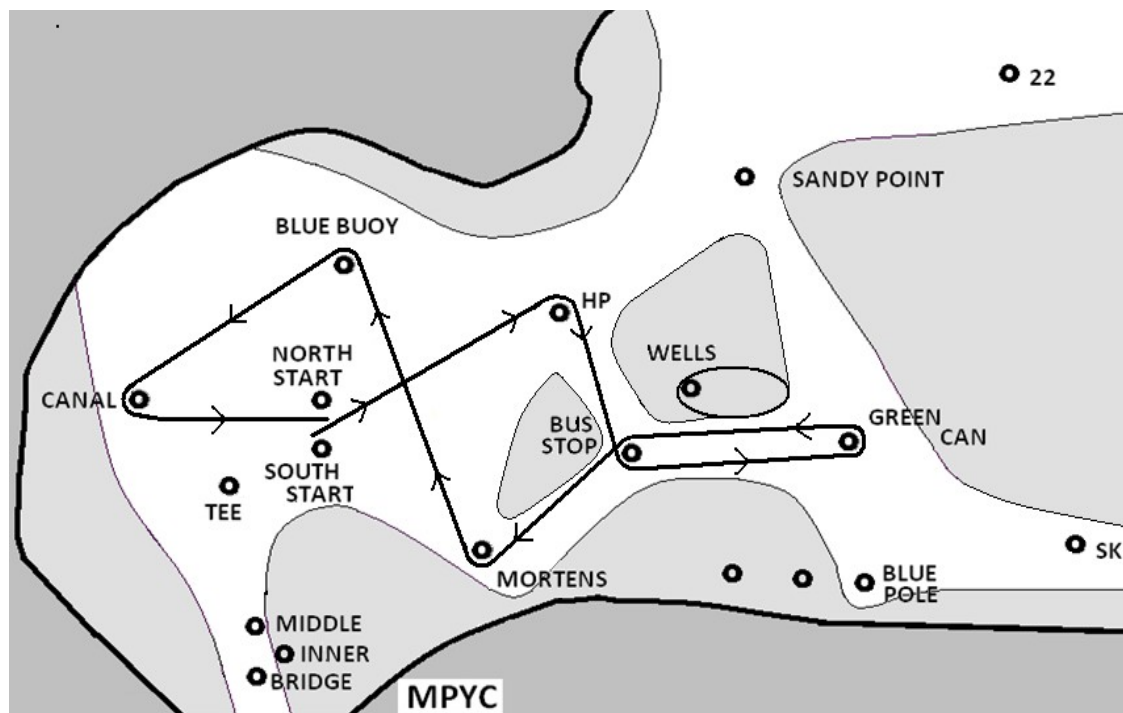 22
SANDY POINT
BLUE BUOY
HP
NORTH
START
WELLS
CANAL
GREEN
CAN
BUS
STOP
SOUTH
START
TEE
SK
MORTENS
BLUE
POLE
MIDDLE
INNER
BRIDGE
MPYC